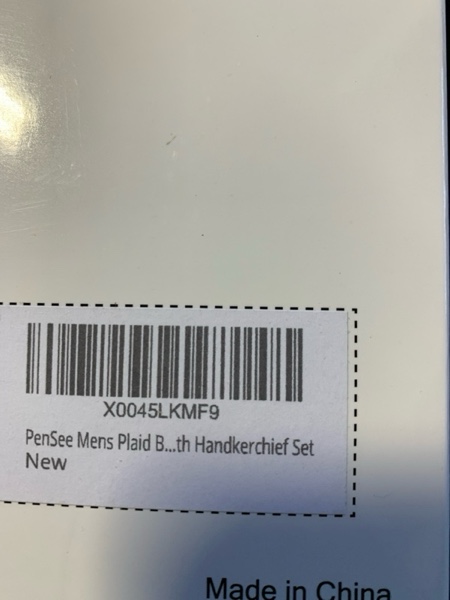 X0045LKMF9
PenSee Mens Plaid B...th Handkerchief Set
New
Made in China